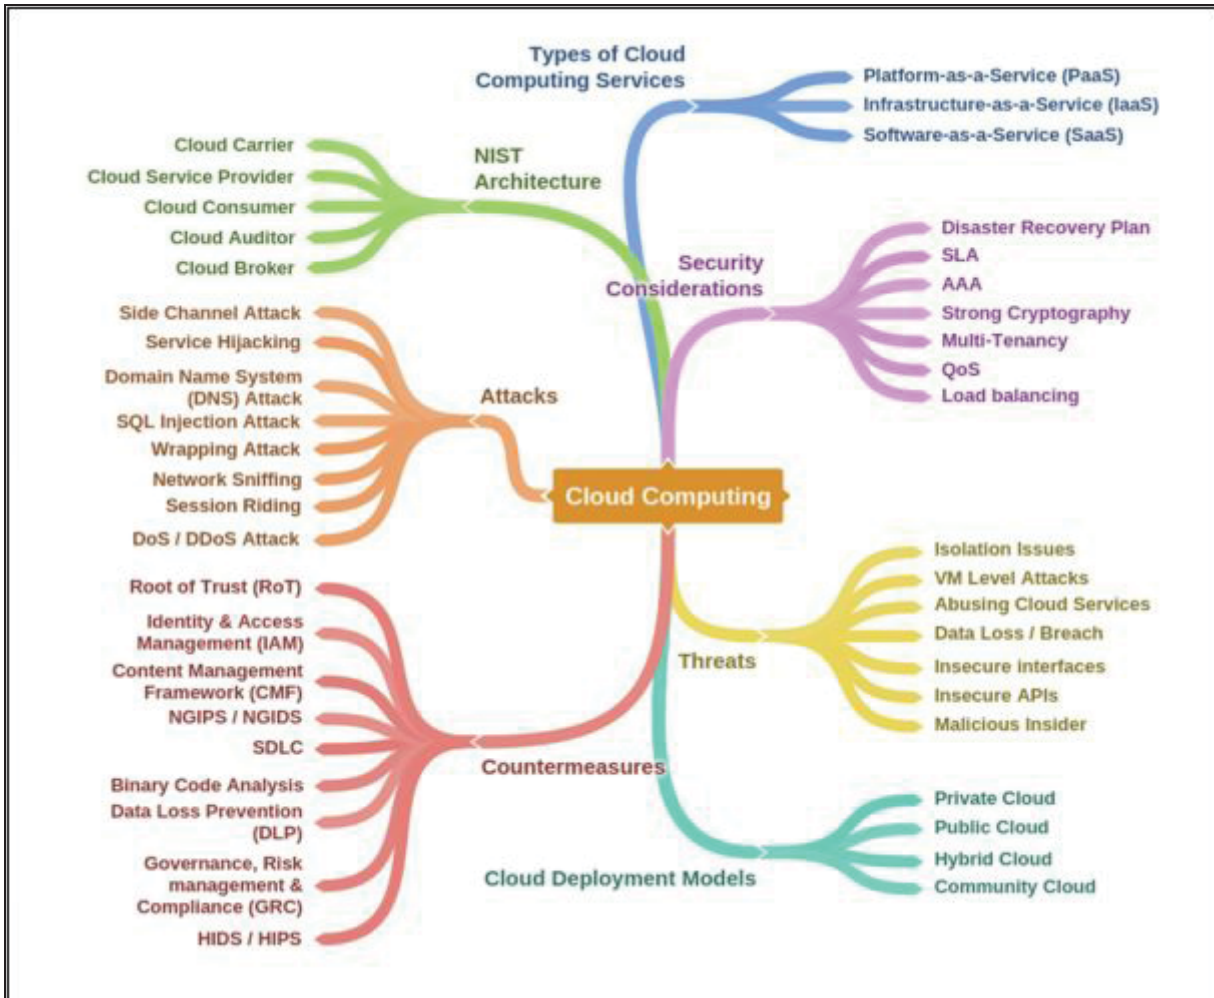 Types of Cloud
Computing Services
Platform-as-a-Service (PaaS)
Infrastructure-as-a-Service (IaaS)
Software-as-a-Service (SaaS)
NIST
Architecture
Cloud Carrier
Cloud Service Provider
Cloud Consumer
Cloud Auditor
Cloud Broker
Security
Considerations
Disaster Recovery Plan
SLA
AAA
Strong Cryptography
Multi-Tenancy
QoS
Load balancing
Attacks
Side Channel Attack
Service Hijacking
Domain Name System
(DNS) Attack
SQL Injection Attack
Wrapping Attack
Network Sniffing
Session Riding
DoS / DDoS Attack
Cloud Computing
Threats
Isolation Issues
VM Level Attacks
Abusing Cloud Services
Data Loss / Breach
Insecure interfaces
Insecure APIs
Malicious Insider
Countermeasures
Root of Trust (RoT)
Identity & Access
Management (IAM)
Content Management
Framework (CMF)
NGIPS / NGIDS
SDLC
Binary Code Analysis
Data Loss Prevention
(DLP)
Governance, Risk
management &
Compliance (GRC)
HIDS / HIPS
Cloud Deployment Models
Private Cloud
Public Cloud
Hybrid Cloud
Community Cloud